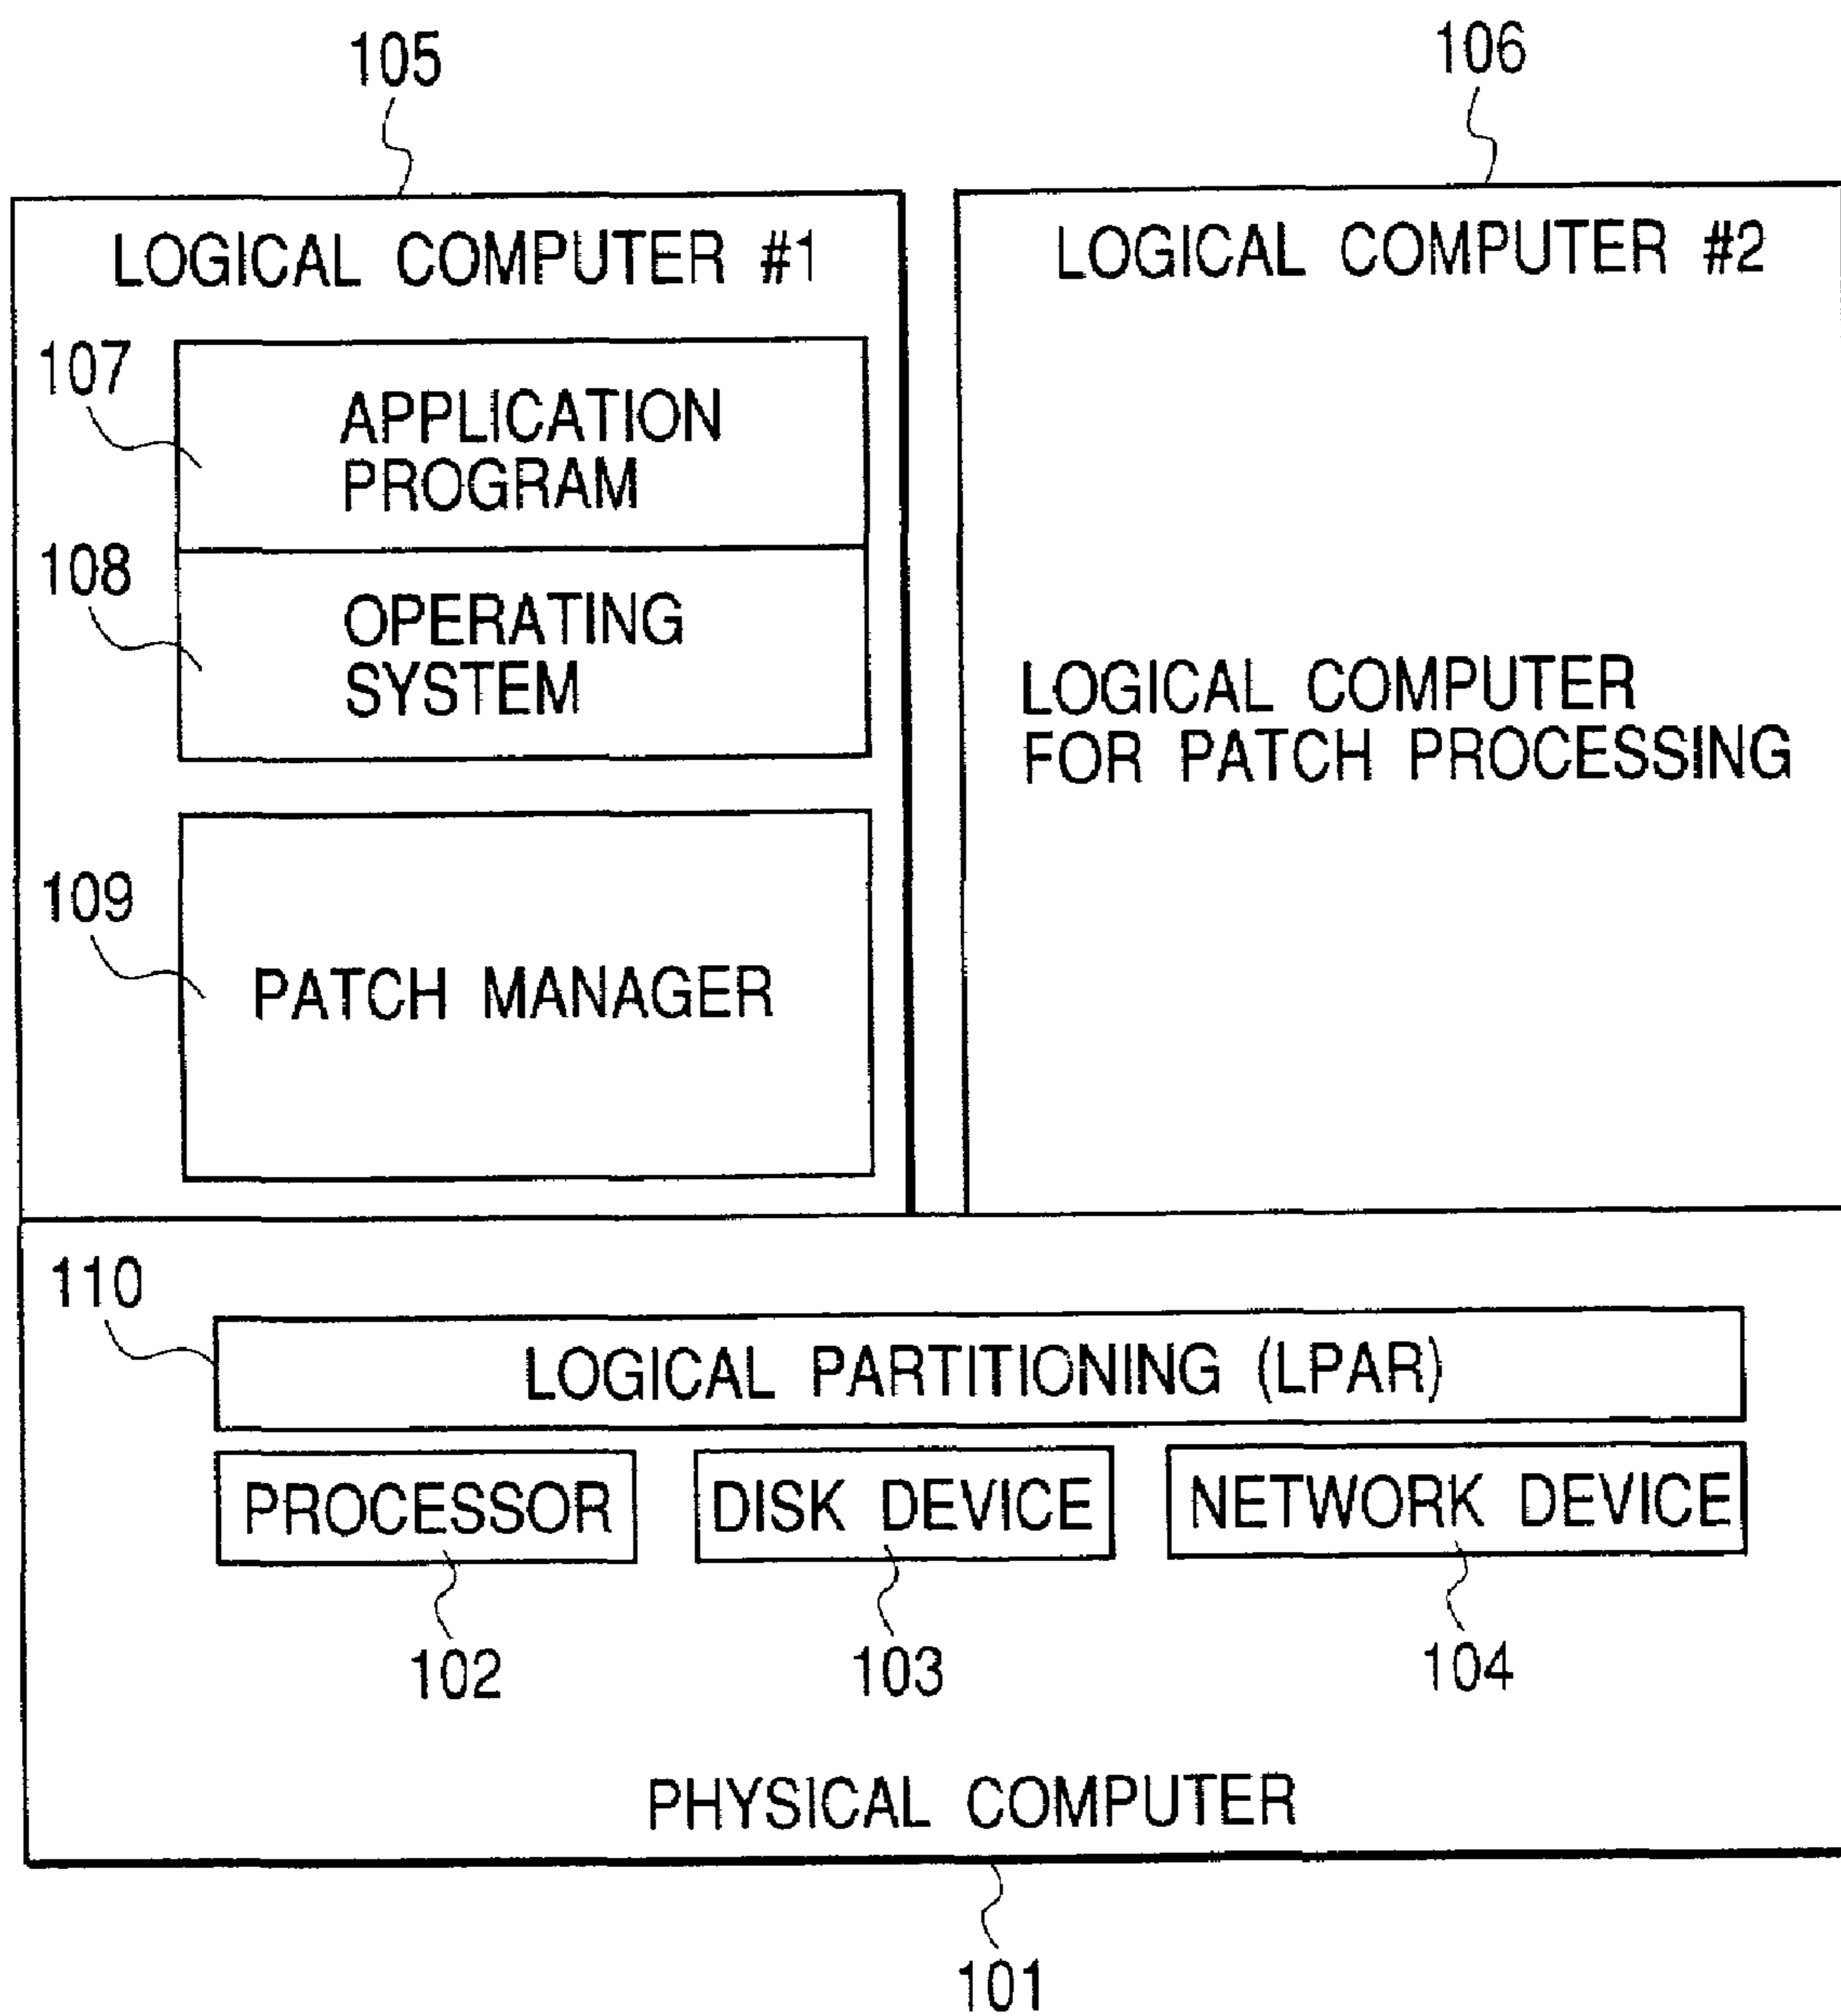 105
106
LOGICAL COMPUTER #1
LOGICAL COMPUTER #2
107
APPLICATION
PROGRAM
108
OPERATING
SYSTEM
LOGICAL COMPUTER
FOR PATCH PROCESSING
109
PATCH MANAGER
110
LOGICAL PARTITIONING (LPAR)
PROCESSOR
DISK DEVICE
NETWORK DEVICE
102
103
104
PHYSICAL COMPUTER
101